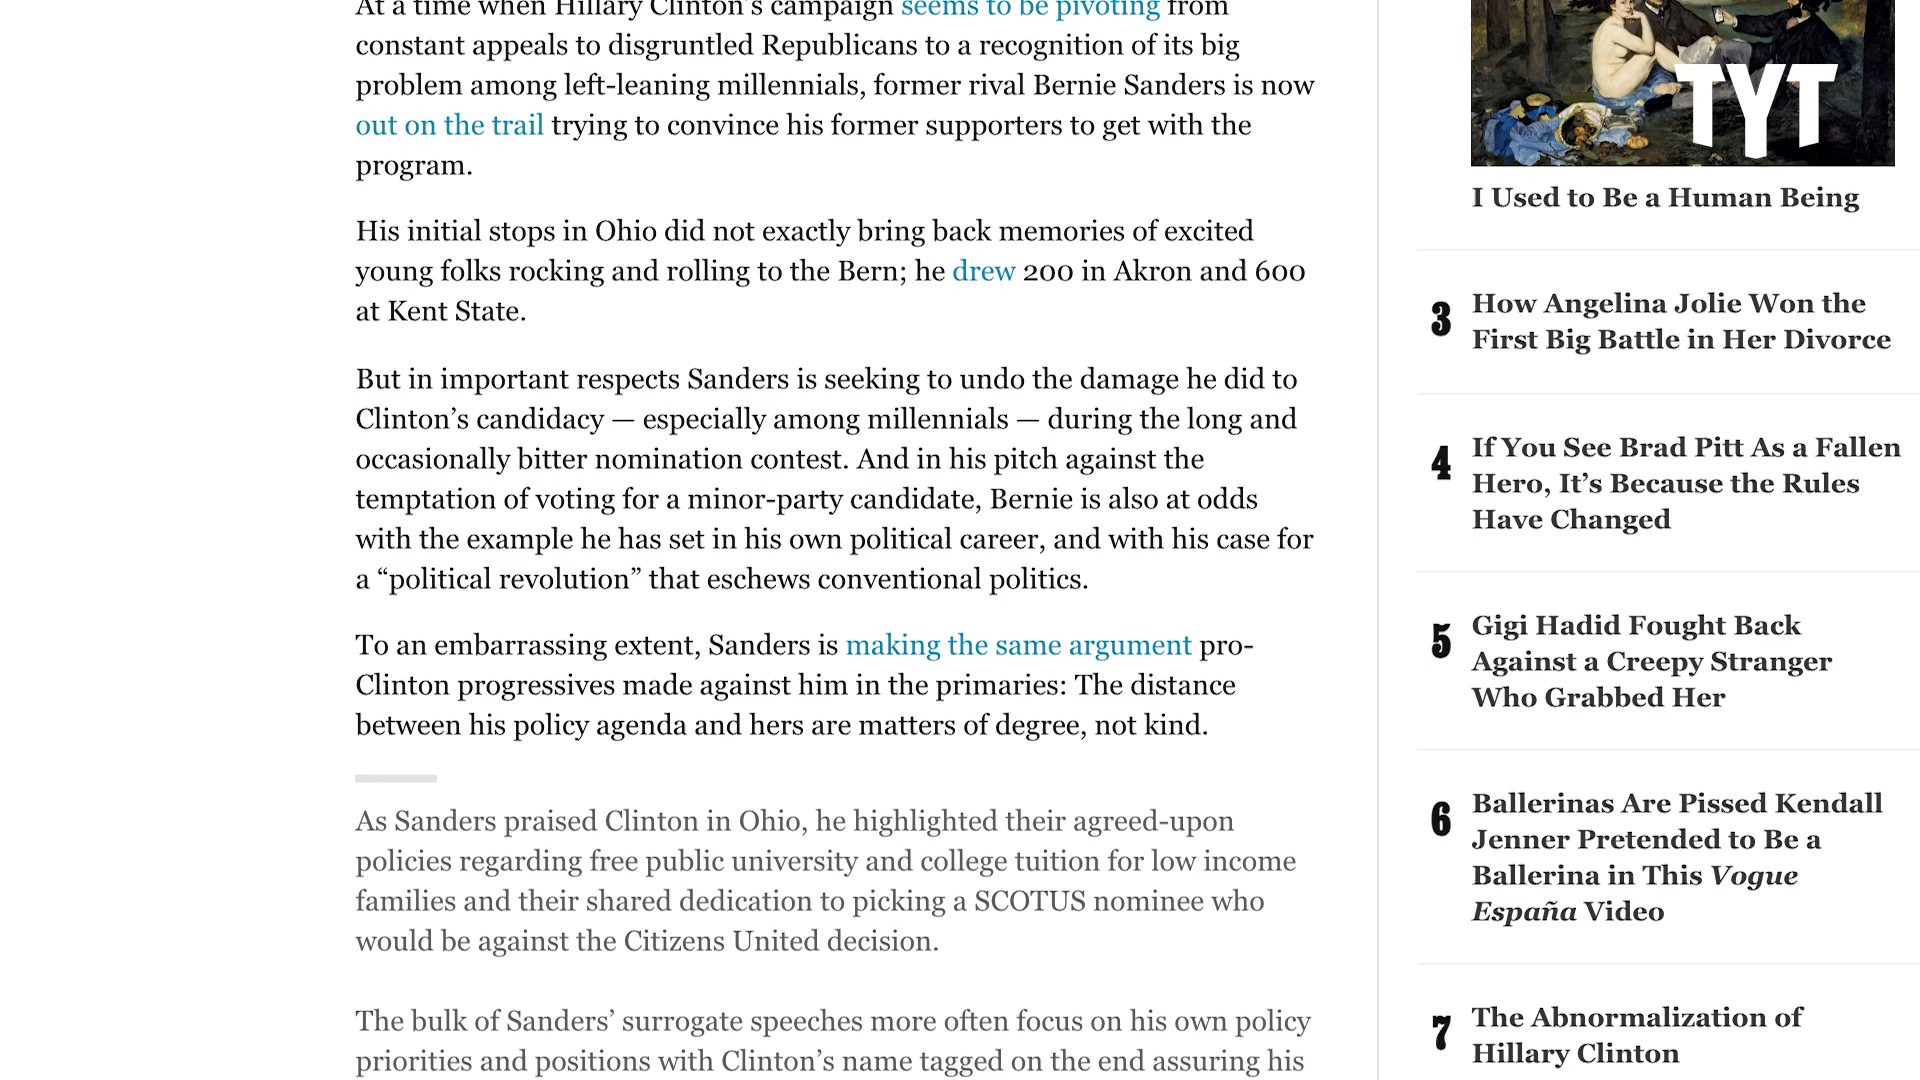 At a time when Hillary Clinton’s campaign seems to be pivoting from
constant appeals to disgruntled Republicans to a recognition of its big
problem among left-leaning millennials, former rival Bernie Sanders is now
out on the trail trying to convince his former supporters to get with the
program.
His initial stops in Ohio did not exactly bring back memories of excited
young folks rocking and rolling to the Bern; he drew 200 in Akron and 600
at Kent State.
But in important respects Sanders is seeking to undo the damage he did to
Clinton’s candidacy — especially among millennials — during the long and
occasionally bitter nomination contest. And in his pitch against the
temptation of voting for a minor-party candidate, Bernie is also at odds
with the example he has set in his own political career, and with his case for
a “political revolution” that eschews conventional politics.
To an embarrassing extent, Sanders is making the same argument pro-
Clinton progressives made against him in the primaries: The distance
between his policy agenda and hers are matters of degree, not kind.
As Sanders praised Clinton in Ohio, he highlighted their agreed-upon
policies regarding free public university and college tuition for low income
families and their shared dedication to picking a SCOTUS nominee who
would be against the Citizens United decision.
The bulk of Sanders’ surrogate speeches more often focus on his own policy
priorities and positions with Clinton’s name tagged on the end assuring his
TYT
I Used to Be a Human Being
3
How Angelina Jolie Won the
First Big Battle in Her Divorce
4
If You See Brad Pitt As a Fallen
Hero, It’s Because the Rules
Have Changed
5
Gigi Hadid Fought Back
Against a Creepy Stranger
Who Grabbed Her
6
Ballerinas Are Pissed Kendall
Jenner Pretended to Be a
Ballerina in This Vogue
España Video
7
The Abnormalization of
Hillary Clinton